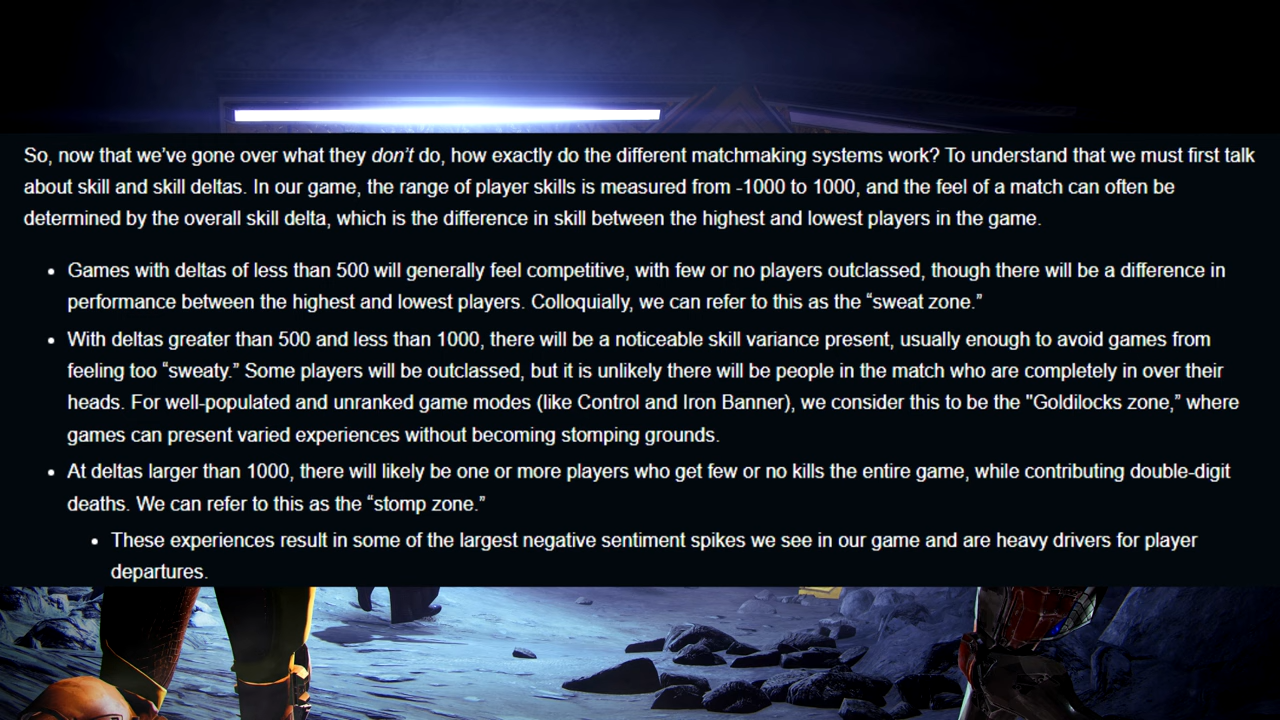 So, now that we’ve gone over what they don’t do, how exactly do the different matchmaking systems work? To understand that we must first talk
about skill and skill deltas. In our game, the range of player skills is measured from -1000 to 1000, and the feel of a match can often be
determined by the overall skill delta, which is the difference in skill between the highest and lowest players in the game.
• Games with deltas of less than 500 will generally feel competitive, with few or no players outclassed, though there will be a difference in
performance between the highest and lowest players. Colloquially, we can refer to this as the “sweat zone.”
• With deltas greater than 500 and less than 1000, there will be a noticeable skill variance present, usually enough to avoid games from
feeling too “sweaty.” Some players will be outclassed, but it is unlikely there will be people in the match who are completely in over their
heads. For well-populated and unranked game modes (like Control and Iron Banner), we consider this to be the "Goldilocks zone,” where
games can present varied experiences without becoming stomping grounds.
• At deltas larger than 1000, there will likely be one or more players who get few or no kills the entire game, while contributing double-digit
deaths. We can refer to this as the “stomp zone.”
• These experiences result in some of the largest negative sentiment spikes we see in our game and are heavy drivers for player
departures.